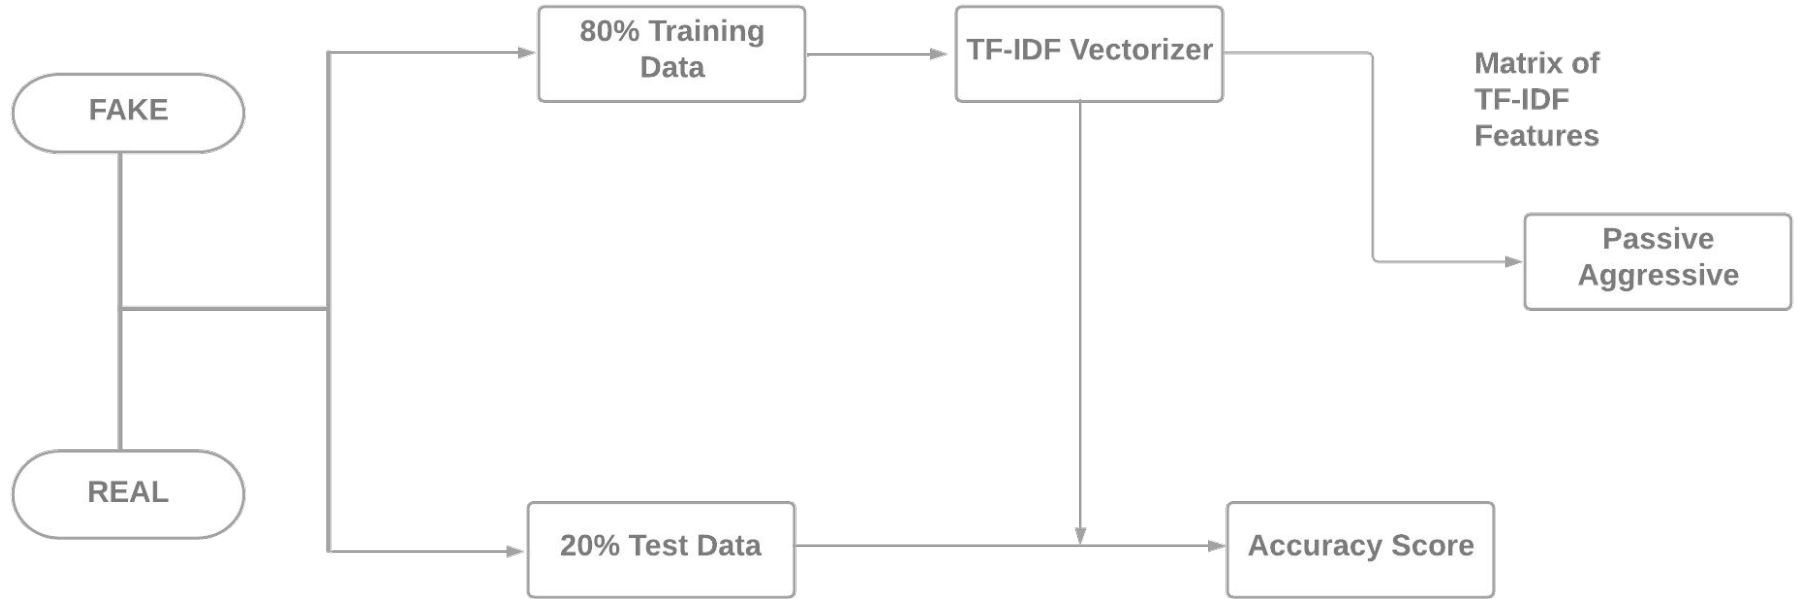 FAKE
REAL
80% Training
Data
TF-IDF Vectorizer
Matrix of
TF-IDF
Features
Passive
Aggressive
20% Test Data
Accuracy Score